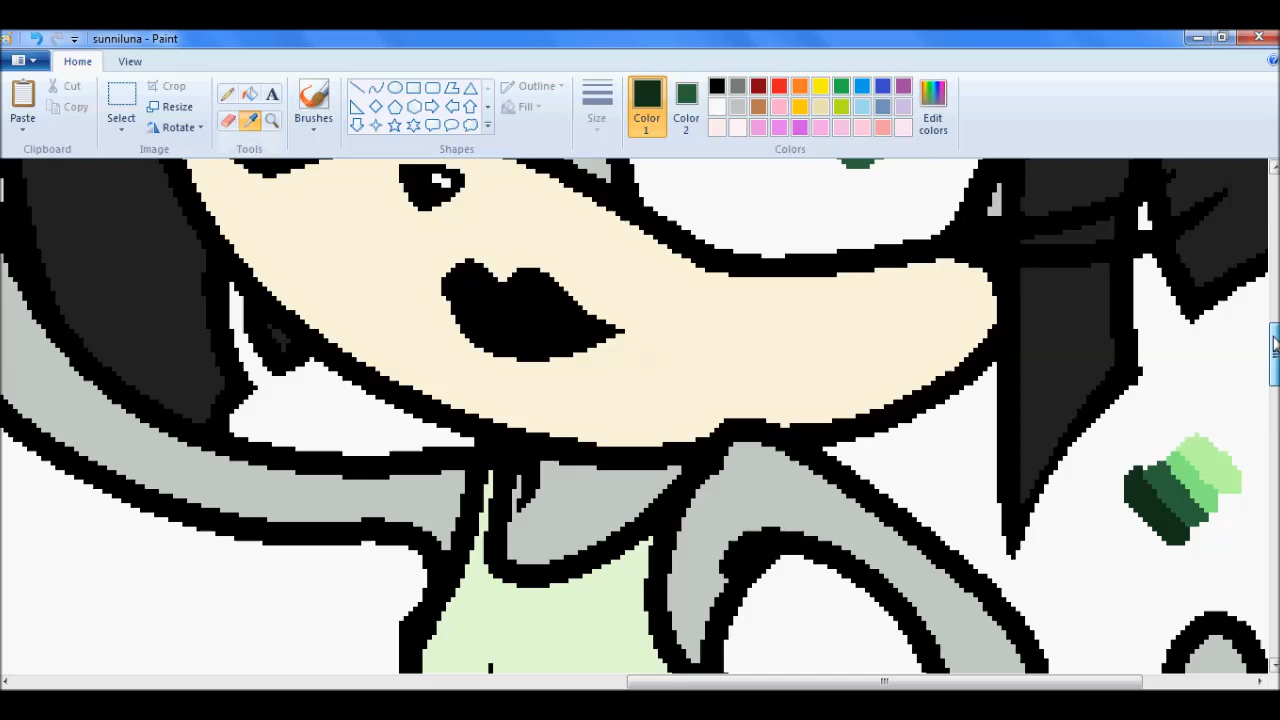 sunniluna - Paint
Home View
Cut
Copy
Paste
Clipboard
Crop
Resize
Rotate
Select
Image
A
Tools
Brushes
Outline
Fill
Shapes
Size
Color 1
Color 2
Edit colors
Colors